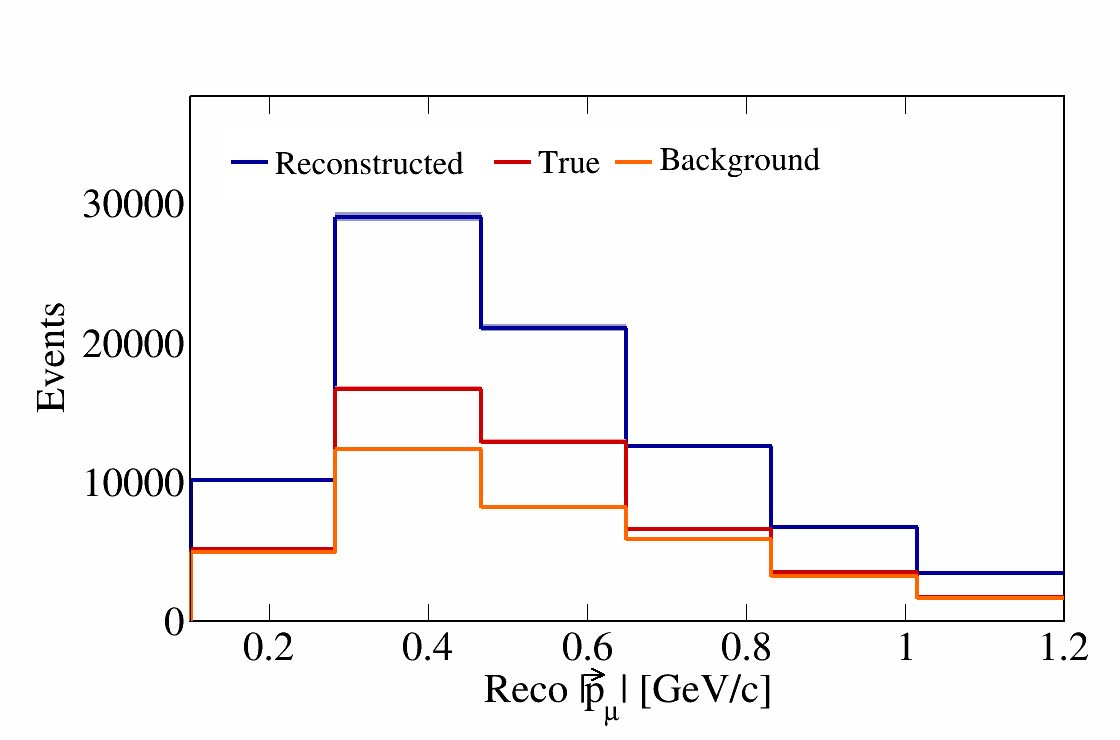 Reconstructed True Background
30000
20000
10000
0
Events
0.2 0.4 0.6 0.8 1 1.2
Reco |p⃗μ| [GeV/c]